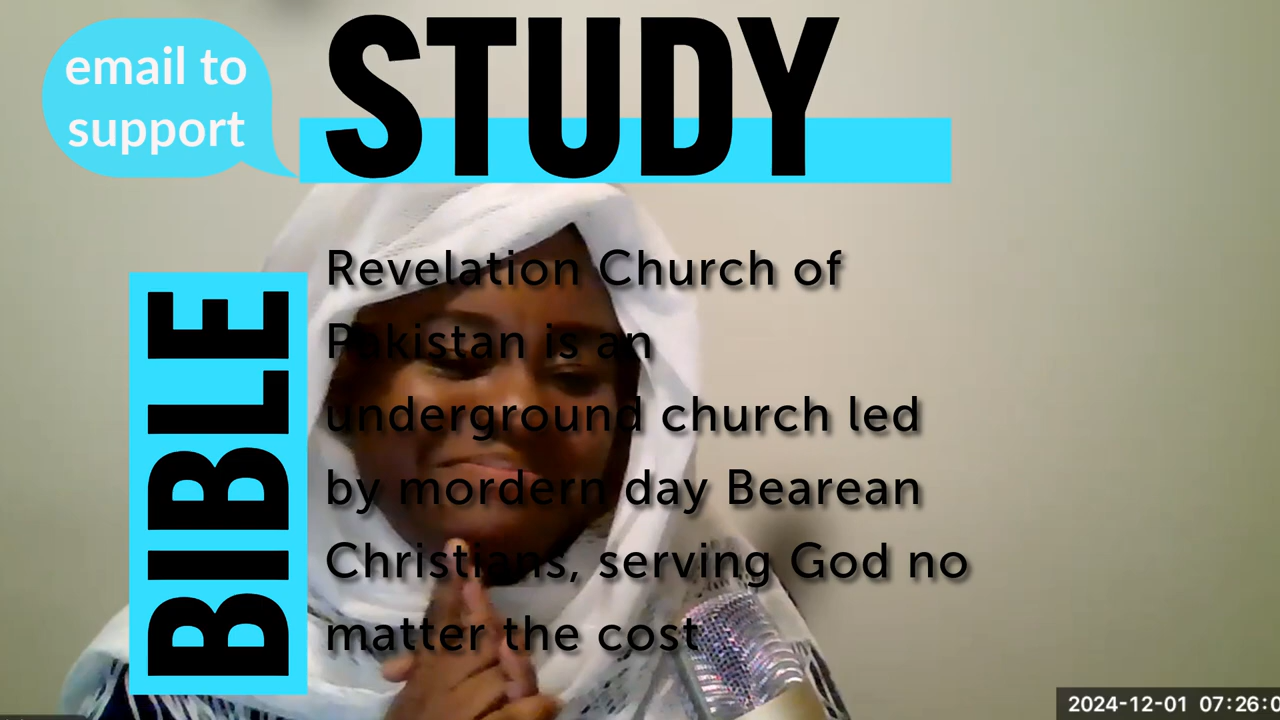 email to
support
STUDY
BIBLE
Revelation Church of
Pakistan is an
underground church led
by mordern day Bearean
Christians, serving God no
matter the cost
2024-12-01 07:26:0